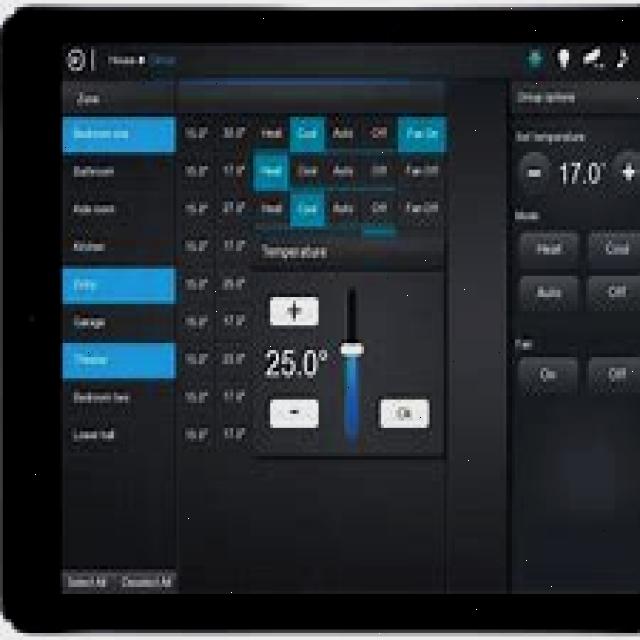 House
Zone
Group options
Bedroom one 15.0° 30.0° Heat Cool Auto Off Fan On
Set temperature
Bathroom 15.0° 17.0° Heat Cool Auto Off Fan Off
- 17.0° +
Kids room 15.0° 27.0° Heat Cool Auto Off Fan Off
Mode
Kitchen 15.0° 17.0°
Temperature
Heat Cool
Entry 15.0° 25.0°
Auto Off
+
Garage 15.0° 17.0°
Fan
Theatre 15.0° 22.0°
25.0°
On Off
Bedroom two 15.0° 17.0°
- Ok
Lower hall 15.0° 17.0°
Select All Deselect All